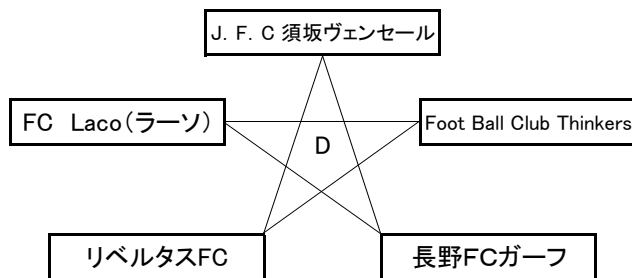 J. F. C 須坂ヴェンセール
FC　Laco（ラーソ）
Foot Ball Club Thinkers
D
リベルタスFC
長野FCガーフ